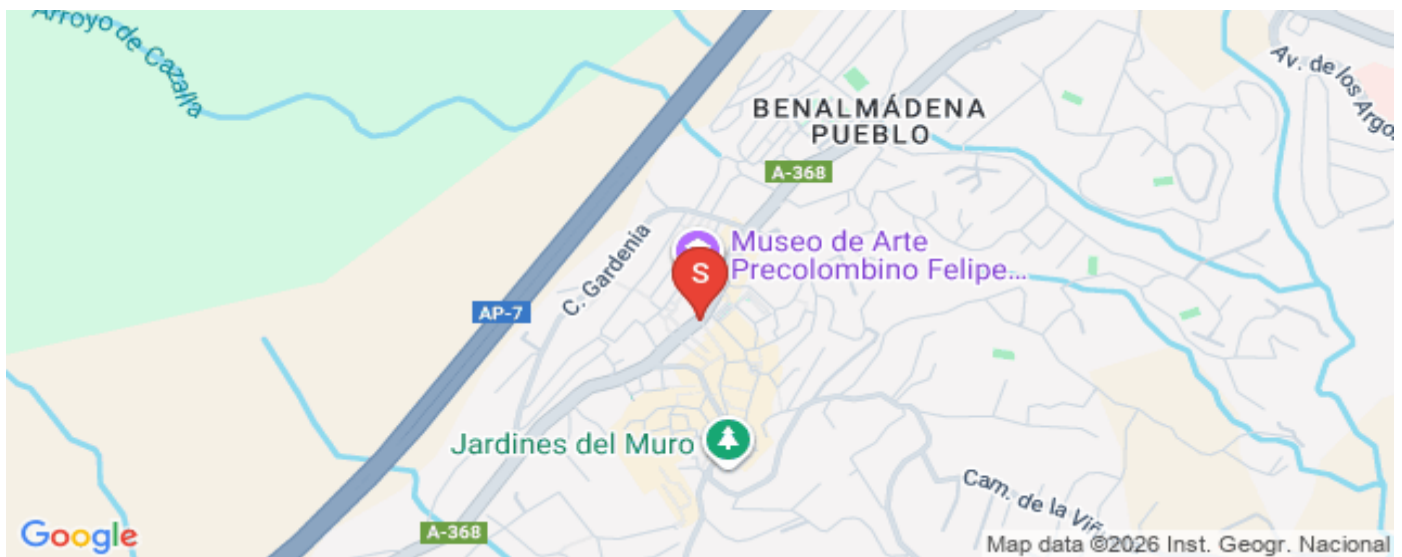 Arroyo de Cazalla
BENALMÁDENA
PUEBLO
Av. de los Argo
A-368
Museo de Arte
Precolombino Felipe...
C. Gardenia
S
AP-7
Jardines del Muro
Cam. de la Viñ
A-368
Google
Map data ©2026 Inst. Geogr. Nacional